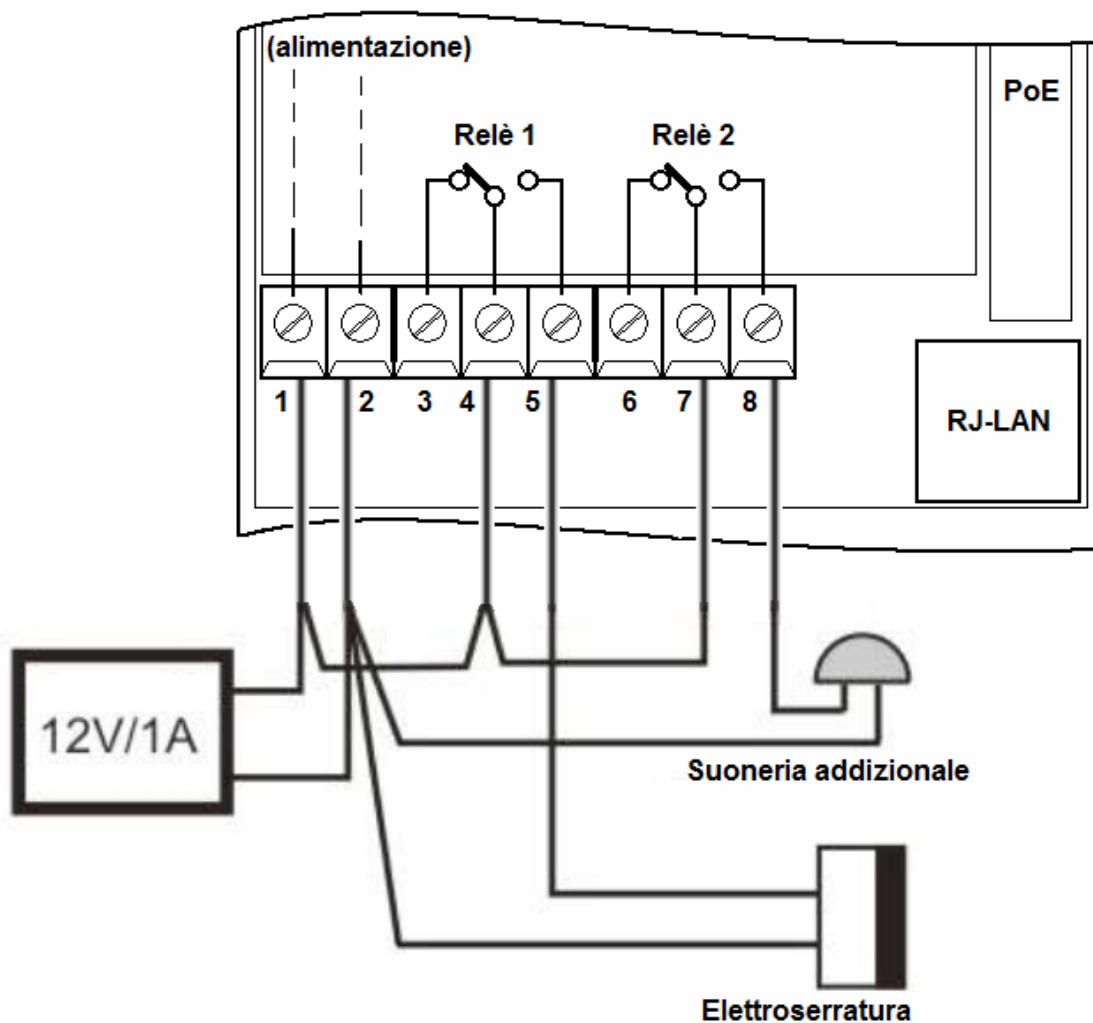 (alimentazione)
PoE
Relè 1
Relè 2
1 2 3 4 5 6 7 8
RJ-LAN
12V/1A
Suoneria addizionale
Elettroserratura